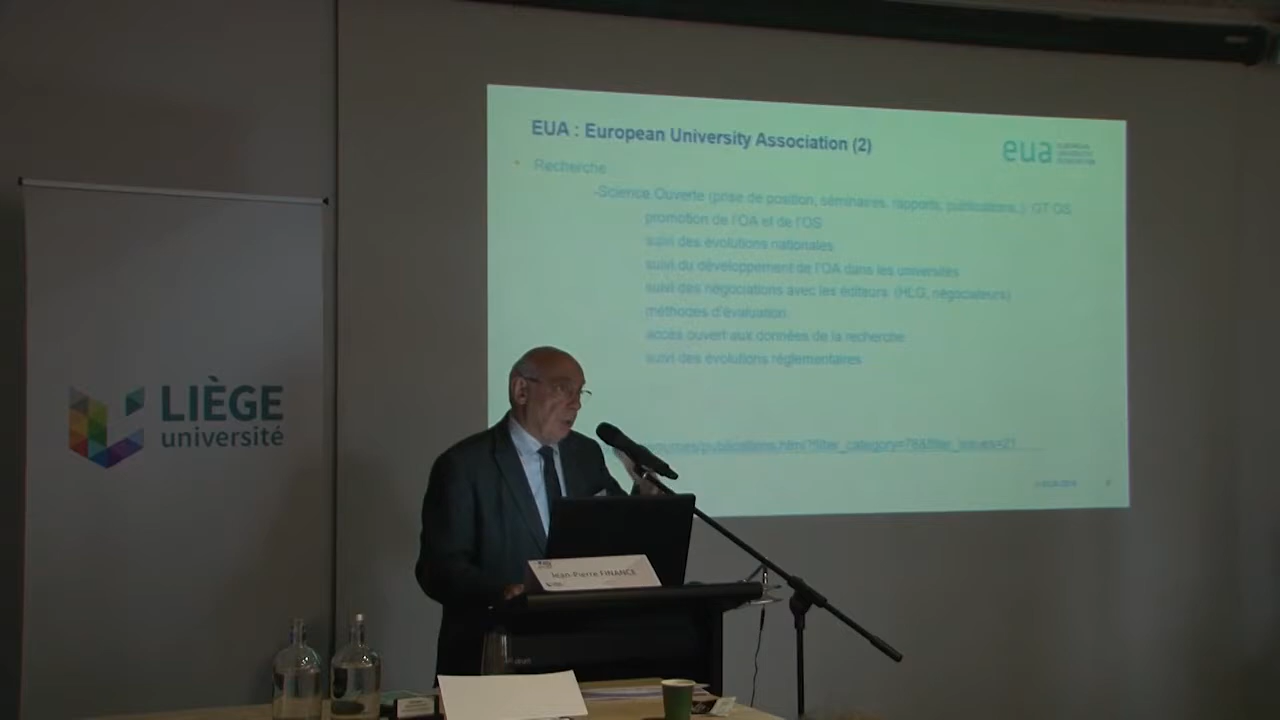 EUA : European University Association (2)
eua
EUROPEAN
UNIVERSITY
ASSOCIATION
• Recherche
-Science Ouverte (prise de position, séminaires, rapports, publications..) GT OS
promotion de l'OA et de l'OS
suivi des évolutions nationales
suivi du développement de l'OA dans les universités
suivi des négociations avec les éditeurs (HLG, négociateurs)
méthodes d'évaluation
accès ouvert aux données de la recherche
suivi des évolutions réglementaires
LIÈGE
université
Jean-Pierre FINANCE